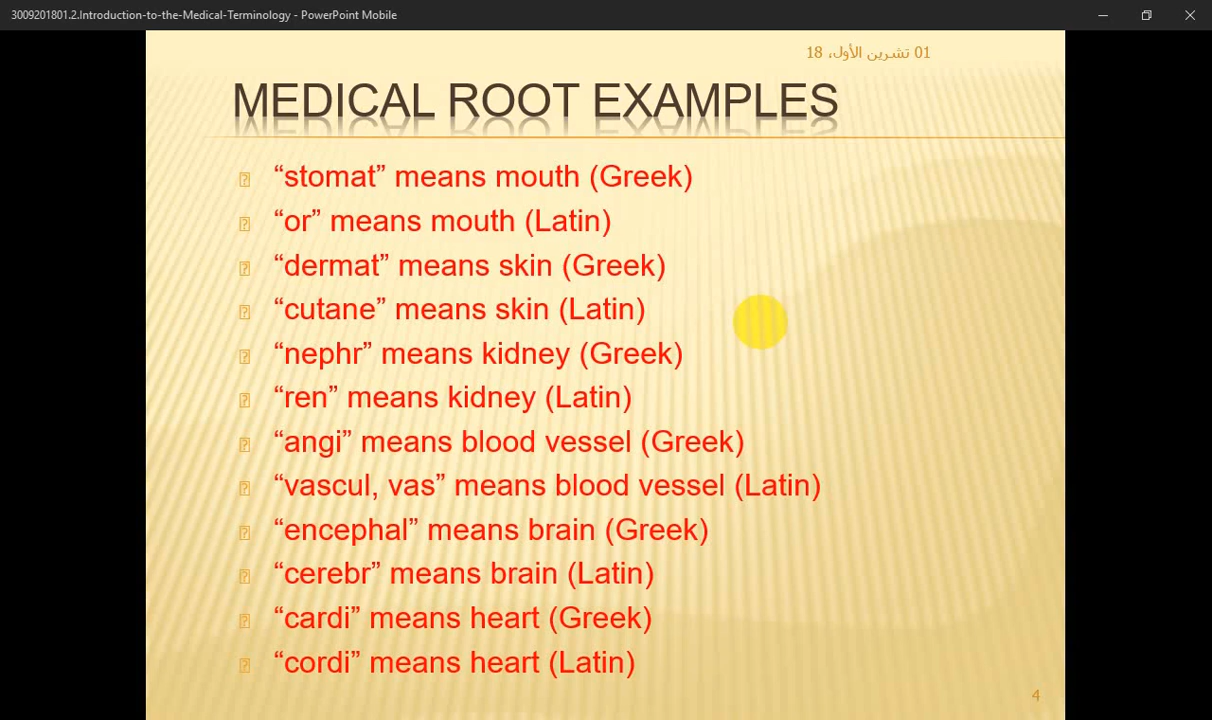 3009201801.2.Introduction-to-the-Medical-Terminology - PowerPoint Mobile
01 تشرين الأول، 18
MEDICAL ROOT EXAMPLES
“stomat” means mouth (Greek)
“or” means mouth (Latin)
“dermat” means skin (Greek)
“cutane” means skin (Latin)
“nephr” means kidney (Greek)
“ren” means kidney (Latin)
“angi” means blood vessel (Greek)
“vascul, vas” means blood vessel (Latin)
“encephal” means brain (Greek)
“cerebr” means brain (Latin)
“cardi” means heart (Greek)
“cordi” means heart (Latin)
4